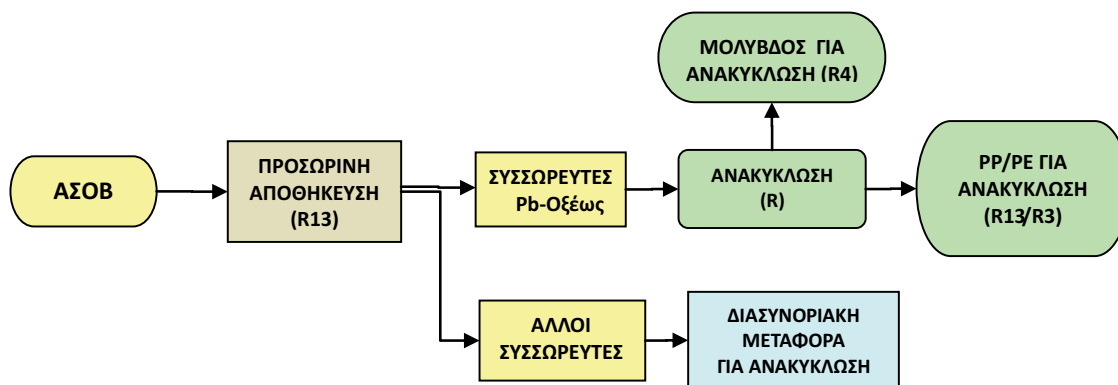 ΜΟΛΥΒΔΟΣ ΓΙΑ
ΑΝΑΚΥΚΛΩΣΗ (R4)
ΑΣΟΒ
ΠΡΟΣΩΡΙΝΗ
ΑΠΟΘΗΚΕΥΣΗ
(R13)
ΣΥΣΣΩΡΕΥΤΕΣ
Pb-Οξέως
ΑΝΑΚΥΚΛΩΣΗ
(R)
PP/PE ΓΙΑ
ΑΝΑΚΥΚΛΩΣΗ
(R13/R3)
ΑΛΛΟΙ
ΣΥΣΣΩΡΕΥΤΕΣ
ΔΙΑΣΥΝΟΡΙΑΚΗ
ΜΕΤΑΦΟΡΑ
ΓΙΑ ΑΝΑΚΥΚΛΩΣΗ